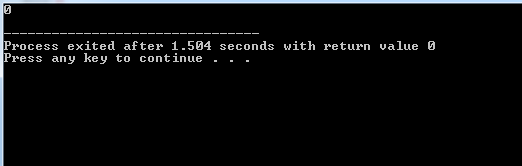 0
--------------------------------
Process exited after 1.504 seconds with return value 0
Press any key to continue . . .